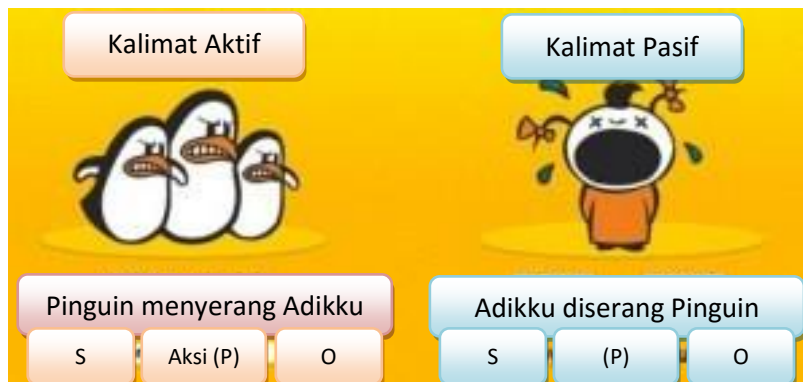 Kalimat Aktif
Kalimat Pasif
Pinguin menyerang Adikku
S Aksi (P) O
Adikku diserang Pinguin
S (P) O